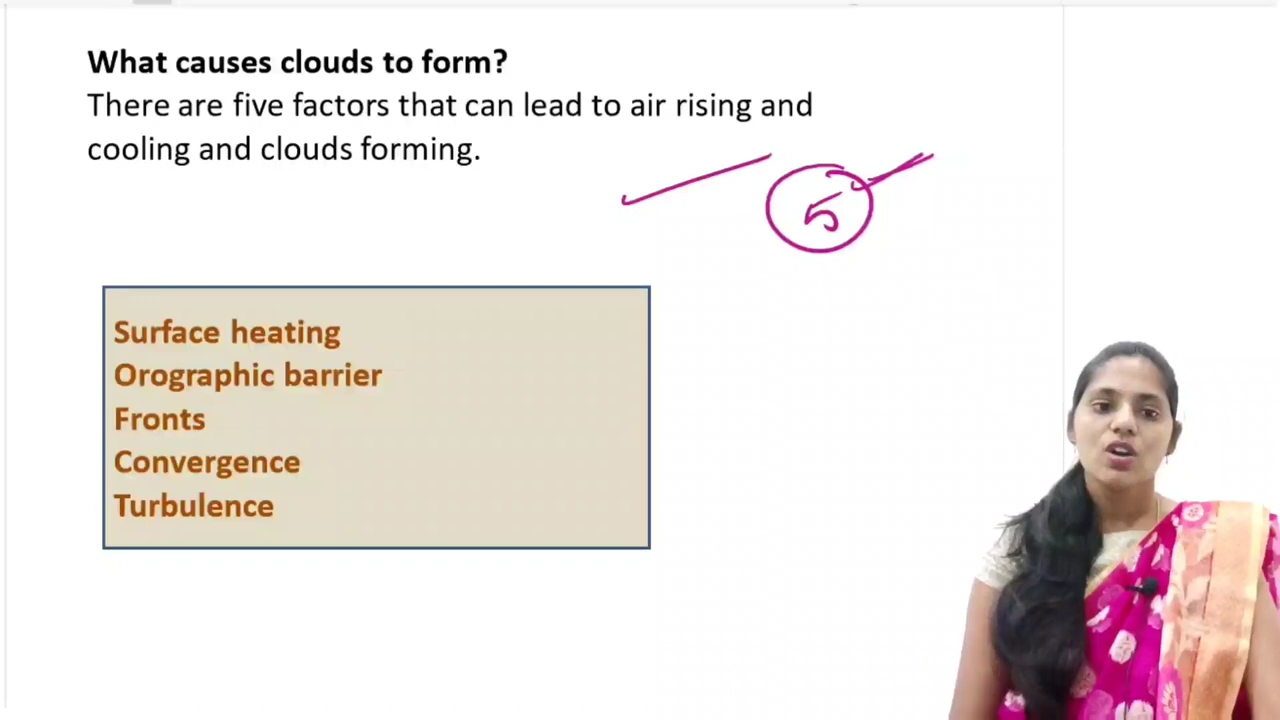 What causes clouds to form?
There are five factors that can lead to air rising and
cooling and clouds forming.
5
Surface heating
Orographic barrier
Fronts
Convergence
Turbulence